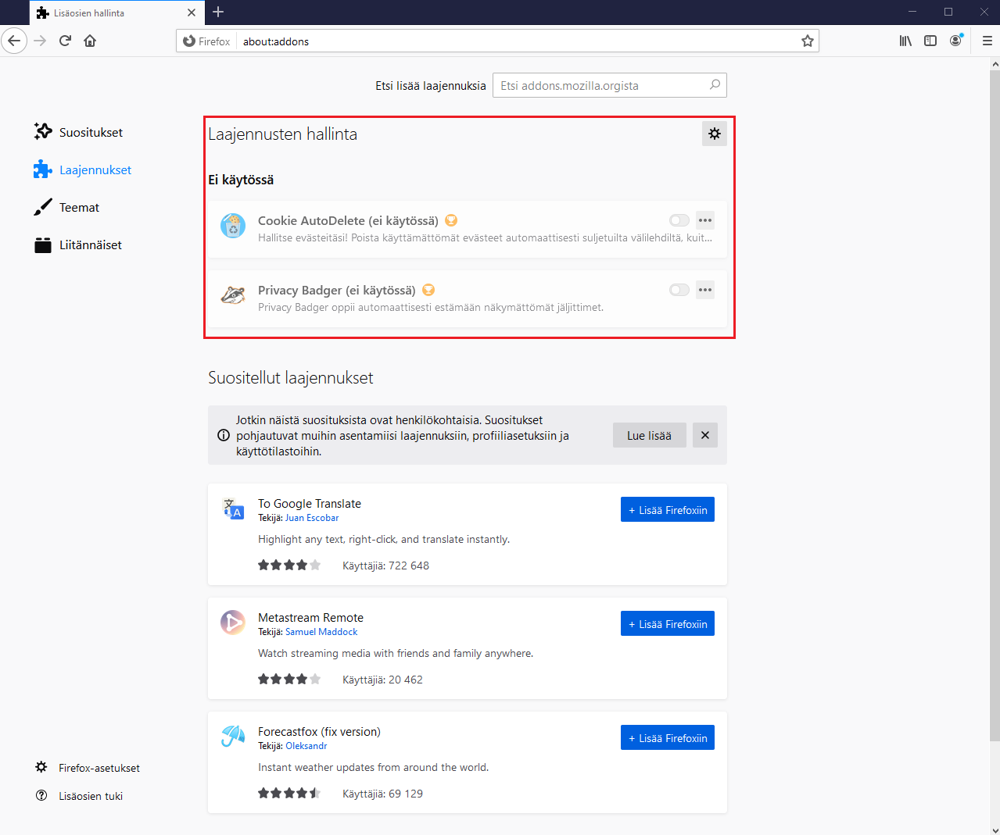 Lisäosien hallinta
Firefox
about:addons
Etsi lisää laajennuksia
Etsi addons.mozilla.orgista
Suositukset
Laajennukset
Teemat
Liitännäiset
Laajennusten hallinta
Ei käytössä
Cookie AutoDelete (ei käytössä)
Hallitse evästeitäsi! Poista käyttämättömät evästeet automaattisesti suljetuilta välilehdiltä, kuit...
Privacy Badger (ei käytössä)
Privacy Badger oppii automaattisesti estämään näkymättömät jäljittimet.
Suositellut laajennukset
Jotkin näistä suosituksista ovat henkilökohtaisia. Suositukset
pohjautuvat muihin asentamiisi laajennuksiin, profiiliasetuksiin ja
käyttötilastoihin.
Lue lisää
To Google Translate
Tekijä: Juan Escobar
+ Lisää Firefoxiin
Highlight any text, right-click, and translate instantly.
Käyttäjiä: 722 648
Metastream Remote
Tekijä: Samuel Maddock
+ Lisää Firefoxiin
Watch streaming media with friends and family anywhere.
Käyttäjiä: 20 462
Forecastfox (fix version)
Tekijä: Oleksandr
+ Lisää Firefoxiin
Instant weather updates from around the world.
Käyttäjiä: 69 129
Firefox-asetukset
Lisäosien tuki